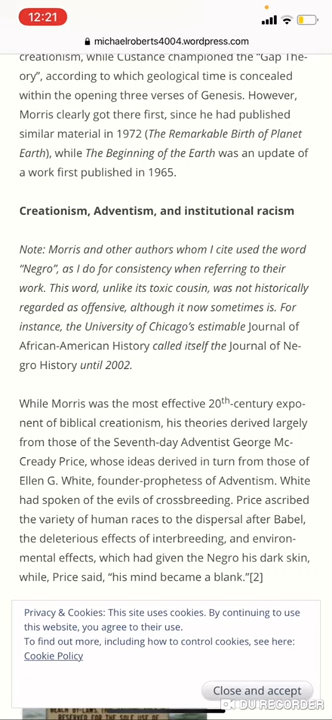 12:21
michaelroberts4004.wordpress.com
creationism, while Custance championed the “Gap The-
ory”, according to which geological time is concealed
within the opening three verses of Genesis. However,
Morris clearly got there first, since he had published
similar material in 1972 (The Remarkable Birth of Planet
Earth), while The Beginning of the Earth was an update of
a work first published in 1965.
Creationism, Adventism, and institutional racism
Note: Morris and other authors whom I cite used the word
“Negro”, as I do for consistency when referring to their
work. This word, unlike its toxic cousin, was not historically
regarded as offensive, although it now sometimes is. For
instance, the University of Chicago’s estimable Journal of
African-American History called itself the Journal of Ne-
gro History until 2002.
While Morris was the most effective 20th-century expo-
nent of biblical creationism, his theories derived largely
from those of the Seventh-day Adventist George Mc-
Cready Price, whose ideas derived in turn from those of
Ellen G. White, founder-prophetess of Adventism. White
had spoken of the evils of crossbreeding. Price ascribed
the variety of human races to the dispersal after Babel,
the deleterious effects of interbreeding, and environ-
mental effects, which had given the Negro his dark skin,
while, Price said, “his mind became a blank.”[2]
Privacy & Cookies: This site uses cookies. By continuing to use
this website, you agree to their use.
To find out more, including how to control cookies, see here:
Cookie Policy
Close and accept
DU RECORDER
RESERVED FOR THE SOLE USE OF